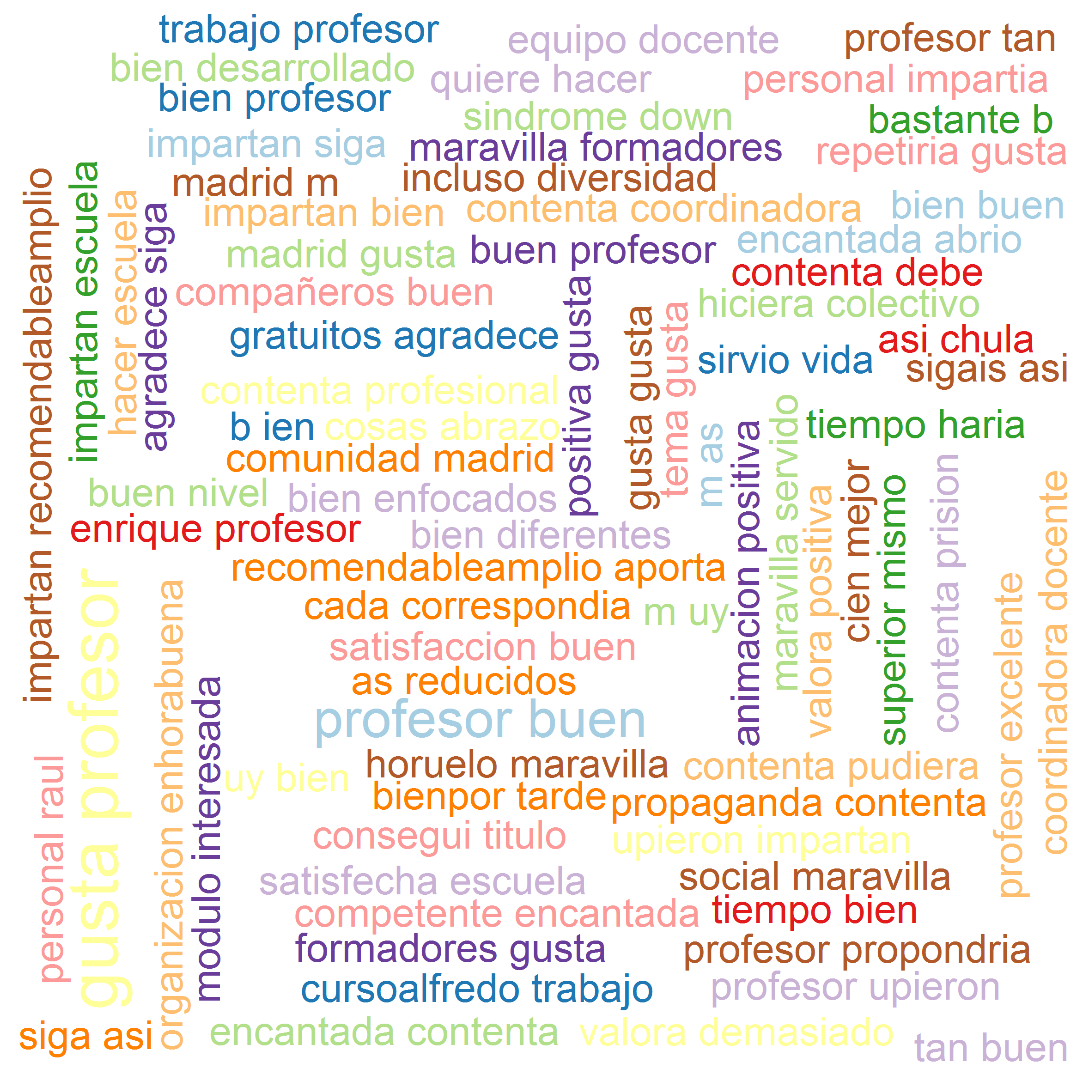 trabajo profesor
equipo docente
profesor tan
bien desarrollado
quiere hacer
personal impartia
bien profesor
sindrome down
bastante b
impartan siga
maravilla formadores
repetiria gusta
madrid m
incluso diversidad
impartan bien
contenta coordinadora
bien buen
madrid gusta
buen profesor
encantada abrio
contenta debe
compañeros buen
hiciera colectivo
gratuitos agradece
asi chula
sirvio vida
sigais asi
contenta profesional
b ien
cosas abrazo
tiempo haria
comunidad madrid
buen nivel
bien enfocados
enrique profesor
bien diferentes
recomendableamplio aporta
cada correspondia
m uy
satisfaccion buen
as reducidos
profesor buen
horuelo maravilla
contenta pudiera
uy bien
bienpor tarde
propaganda contenta
consegui titulo
upieron impartan
satisfecha escuela
social maravilla
competente encantada
tiempo bien
formadores gusta
profesor propondria
cursoalfredo trabajo
profesor upieron
siga asi
encantada contenta
valora demasiado
tan buen
impartan recomendableamplio
impartan escuela
hacer escuela
agradece siga
positiva gusta
gusta gusta
tema gusta
m as
animacion positiva
maravilla servido
valora positiva
cien mejor
superior mismo
contenta prision
profesor excelente
coordinadora docente
personal raul
gusta profesor
organizacion enhorabuena
modulo interesada